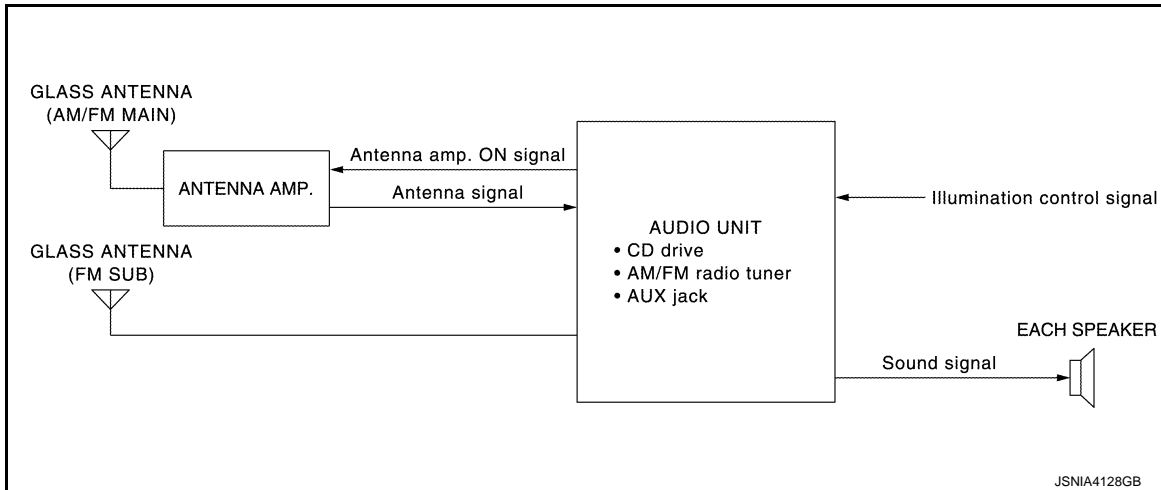 GLASS ANTENNA
(AM/FM MAIN)
ANTENNA AMP.
Antenna amp. ON signal
Antenna signal
GLASS ANTENNA
(FM SUB)
AUDIO UNIT
• CD drive
• AM/FM radio tuner
• AUX jack
Illumination control signal
EACH SPEAKER
Sound signal
JSNIA4128GB